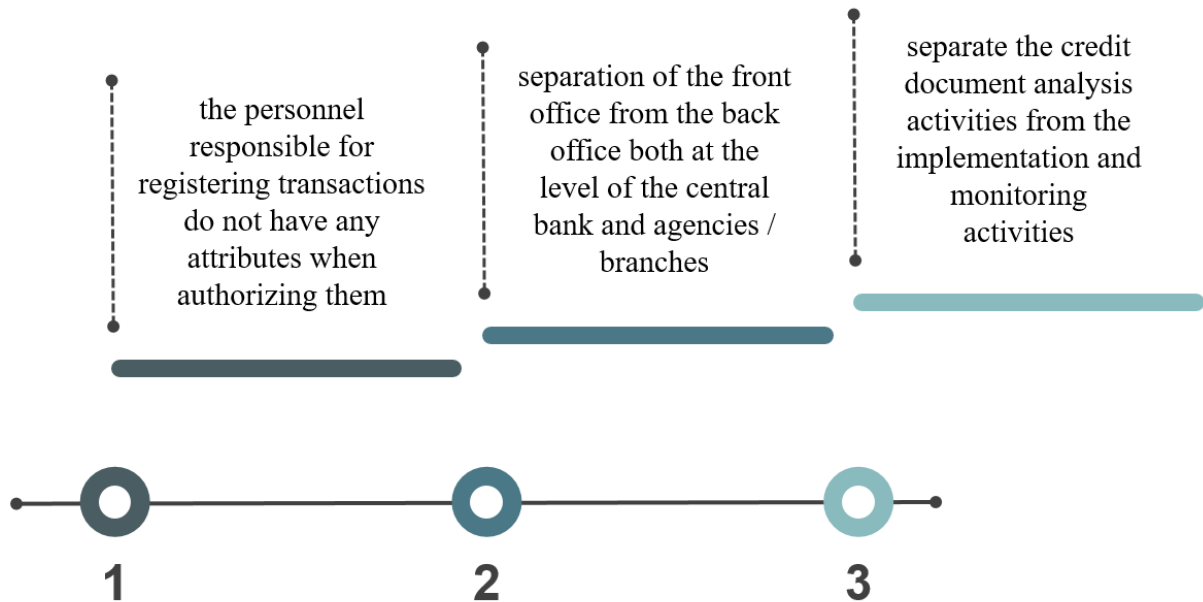 the personnel
responsible for
registering transactions
do not have any
attributes when
authorizing them
separation of the front
office from the back
office both at the
level of the central
bank and agencies /
branches
separate the credit
document analysis
activities from the
implementation and
monitoring
activities
1
2
3